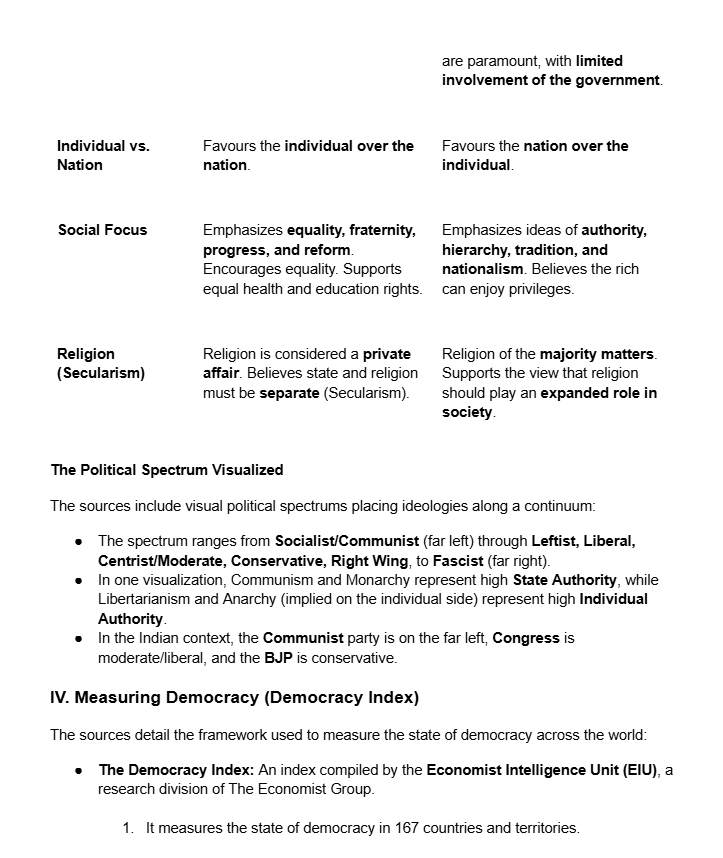 are paramount, with limited
involvement of the government.
Individual vs.
Nation
Favours the individual over the
nation.
Favours the nation over the
individual.
Social Focus
Emphasizes equality, fraternity,
progress, and reform.
Encourages equality. Supports
equal health and education rights.
Emphasizes ideas of authority,
hierarchy, tradition, and
nationalism. Believes the rich
can enjoy privileges.
Religion
(Secularism)
Religion is considered a private
affair. Believes state and religion
must be separate (Secularism).
Religion of the majority matters.
Supports the view that religion
should play an expanded role in
society.
The Political Spectrum Visualized
The sources include visual political spectrums placing ideologies along a continuum:
● The spectrum ranges from Socialist/Communist (far left) through Leftist, Liberal,
Centrist/Moderate, Conservative, Right Wing, to Fascist (far right).
● In one visualization, Communism and Monarchy represent high State Authority, while
Libertarianism and Anarchy (implied on the individual side) represent high Individual
Authority.
● In the Indian context, the Communist party is on the far left, Congress is
moderate/liberal, and the BJP is conservative.
IV. Measuring Democracy (Democracy Index)
The sources detail the framework used to measure the state of democracy across the world:
● The Democracy Index: An index compiled by the Economist Intelligence Unit (EIU), a
research division of The Economist Group.
1. It measures the state of democracy in 167 countries and territories.